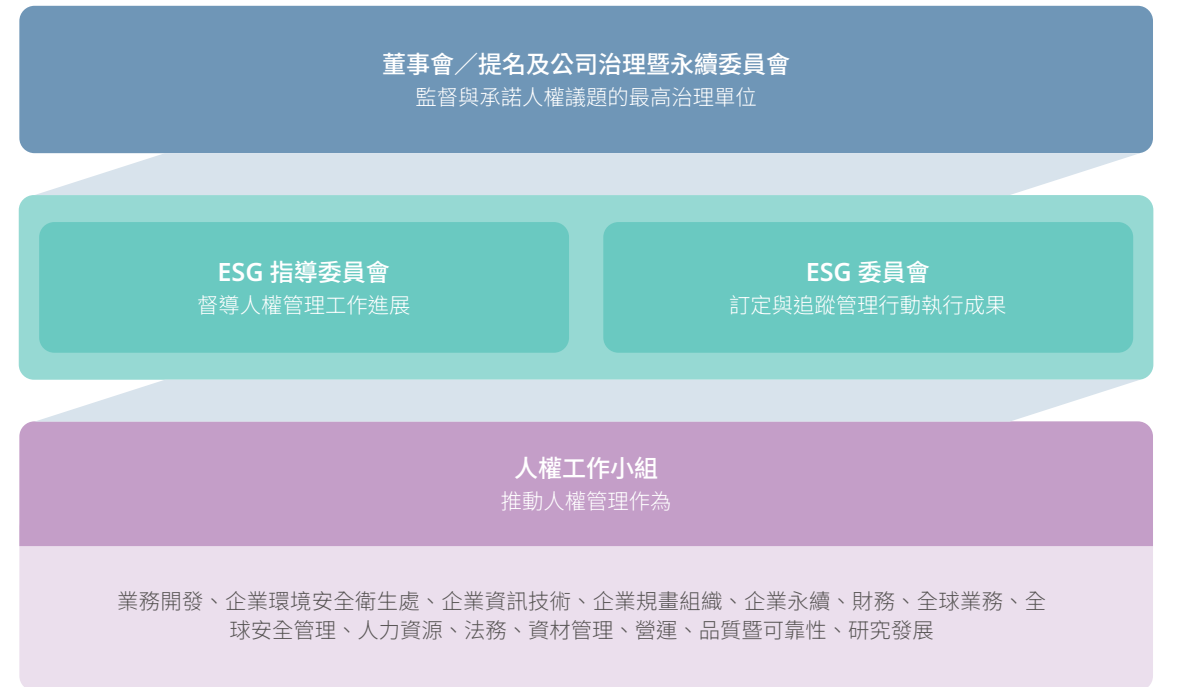 董事會／提名及公司治理暨永續委員會
監督與承諾人權議題的最高治理單位
ESG 指導委員會
督導人權管理工作進展
ESG 委員會
訂定與追蹤管理行動執行成果
人權工作小組
推動人權管理作為
業務開發、企業環境安全衛生處、企業資訊技術、企業規畫組織、企業永續、財務、全球業務、全
球安全管理、人力資源、法務、資材管理、營運、品質暨可靠性、研究發展